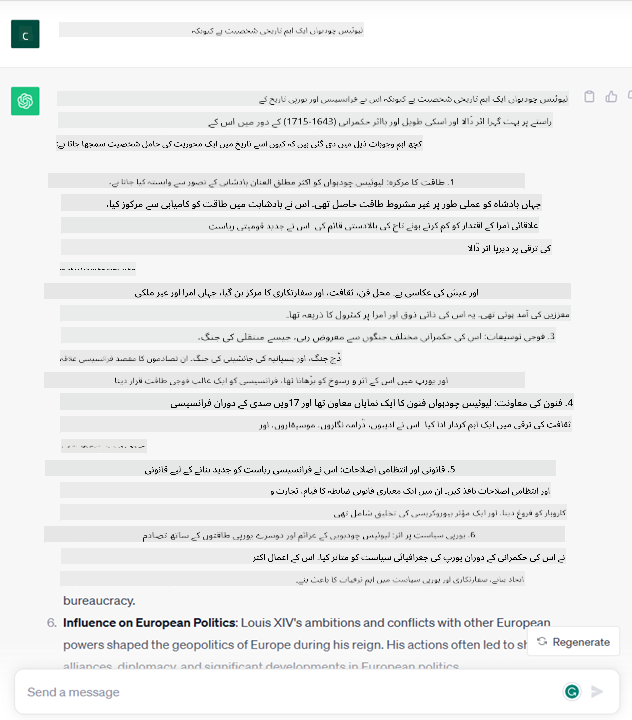 C
لیوئیس چودیواں ایک اہم تاریخی شخصیت ہے کیونکہ
لیوئیس چودیواں ایک اہم تاریخی شخصیت ہے کیونکہ اس نے فرانسیسی اور یورپی تاریخ کے
راستے پر بہت گہرا اثر ڈالا اور اسکی طویل اور بااثر حکمرانی (1643-1715) کے دور میں اس کے
کچھ اہم وجوہات ذیل میں دی گئی ہیں کہ کیوں اسے تاریخ میں ایک محوریت کی حامل شخصیت سمجھا جاتا ہے:
1. طاقت کا مرکزہ: لیوئیس چودیواں کو اکثر مطلق العنان بادشاہی کے تصور سے وابستہ کیا جاتا ہے،
جہاں بادشاہ کو عملی طور پر غیر مشروط طاقت حاصل تھی۔ اس نے بادشاہت میں طاقت کو کامیابی سے مرکوز کیا،
علاقائی امرا کے اقتدار کو کم کرتے ہوئے تاج کی بالادستی قائم کی۔ اس نے جدید قومیتی ریاست
کی ترقی پر دیرپا اثر ڈالا
اور عیش کی عکاسی ہے۔ محل فن، ثقافت، اور سفارتکاری کا مرکز بن گیا، جہاں امرا اور غیر ملکی
معززین کی آمد ہوتی تھی۔ یہ اس کی ذاتی ذوق اور امرا پر کنٹرول کا ذریعہ تھا۔
3. فوجی توسیعات: اس کی حکمرانی مختلف جنگوں سے معروض رہی، جیسے منتقلی کی جنگ،
ڈچ جنگ، اور ہسپانیہ کی جانشینی کی جنگ۔ ان تصادموں کا مقصد فرانسیسی علاقہ
اور یورپ میں اس کے اثر و رسوخ کو بڑھانا تھا، فرانسیسی کو ایک غالب فوجی طاقت قرار دینا
4. فنون کی معاونت: لیوئیس چودیواں فنون کا ایک نمایاں معاون تھا اور 17ویں صدی کے دوران فرانسیسی
ثقافت کی ترقی میں ایک اہم کردار ادا کیا۔ اس نے ادیبوں، ڈرامہ نگاروں، موسیقاروں، اور
5. قانونی اور انتظامی اصلاحات: اس نے فرانسیسی ریاست کو جدید بنانے کے لیے قانونی
اور انتظامی اصلاحات نافذ کیں۔ ان میں ایک معیاری قانونی ضابطہ کا قیام، تجارت و
کاروبار کو فروغ دینا، اور ایک مؤثر بیوروکریسی کی تخلیق شامل تھی
6. یورپی سیاست پر اثر: لیوئیس چودیویں کے عزائم اور دوسرے یورپی طاقتوں کے ساتھ تصادم
نے اس کی حکمرانی کے دوران یورپ کی جغرافیائی سیاست کو متاثر کیا۔ اس کے اعمال اکثر
اتحاد بنانے، سفارتکاری اور یورپی سیاست میں اہم ترقیات کا باعث بنے۔
bureaucracy.
6. Influence on European Politics: Louis XIV's ambitions and conflicts with other European
powers shaped the geopolitics of Europe during his reign. His actions often led to
Regenerate
alliances, diplomacy, and significant developments in European politics.
Send a message